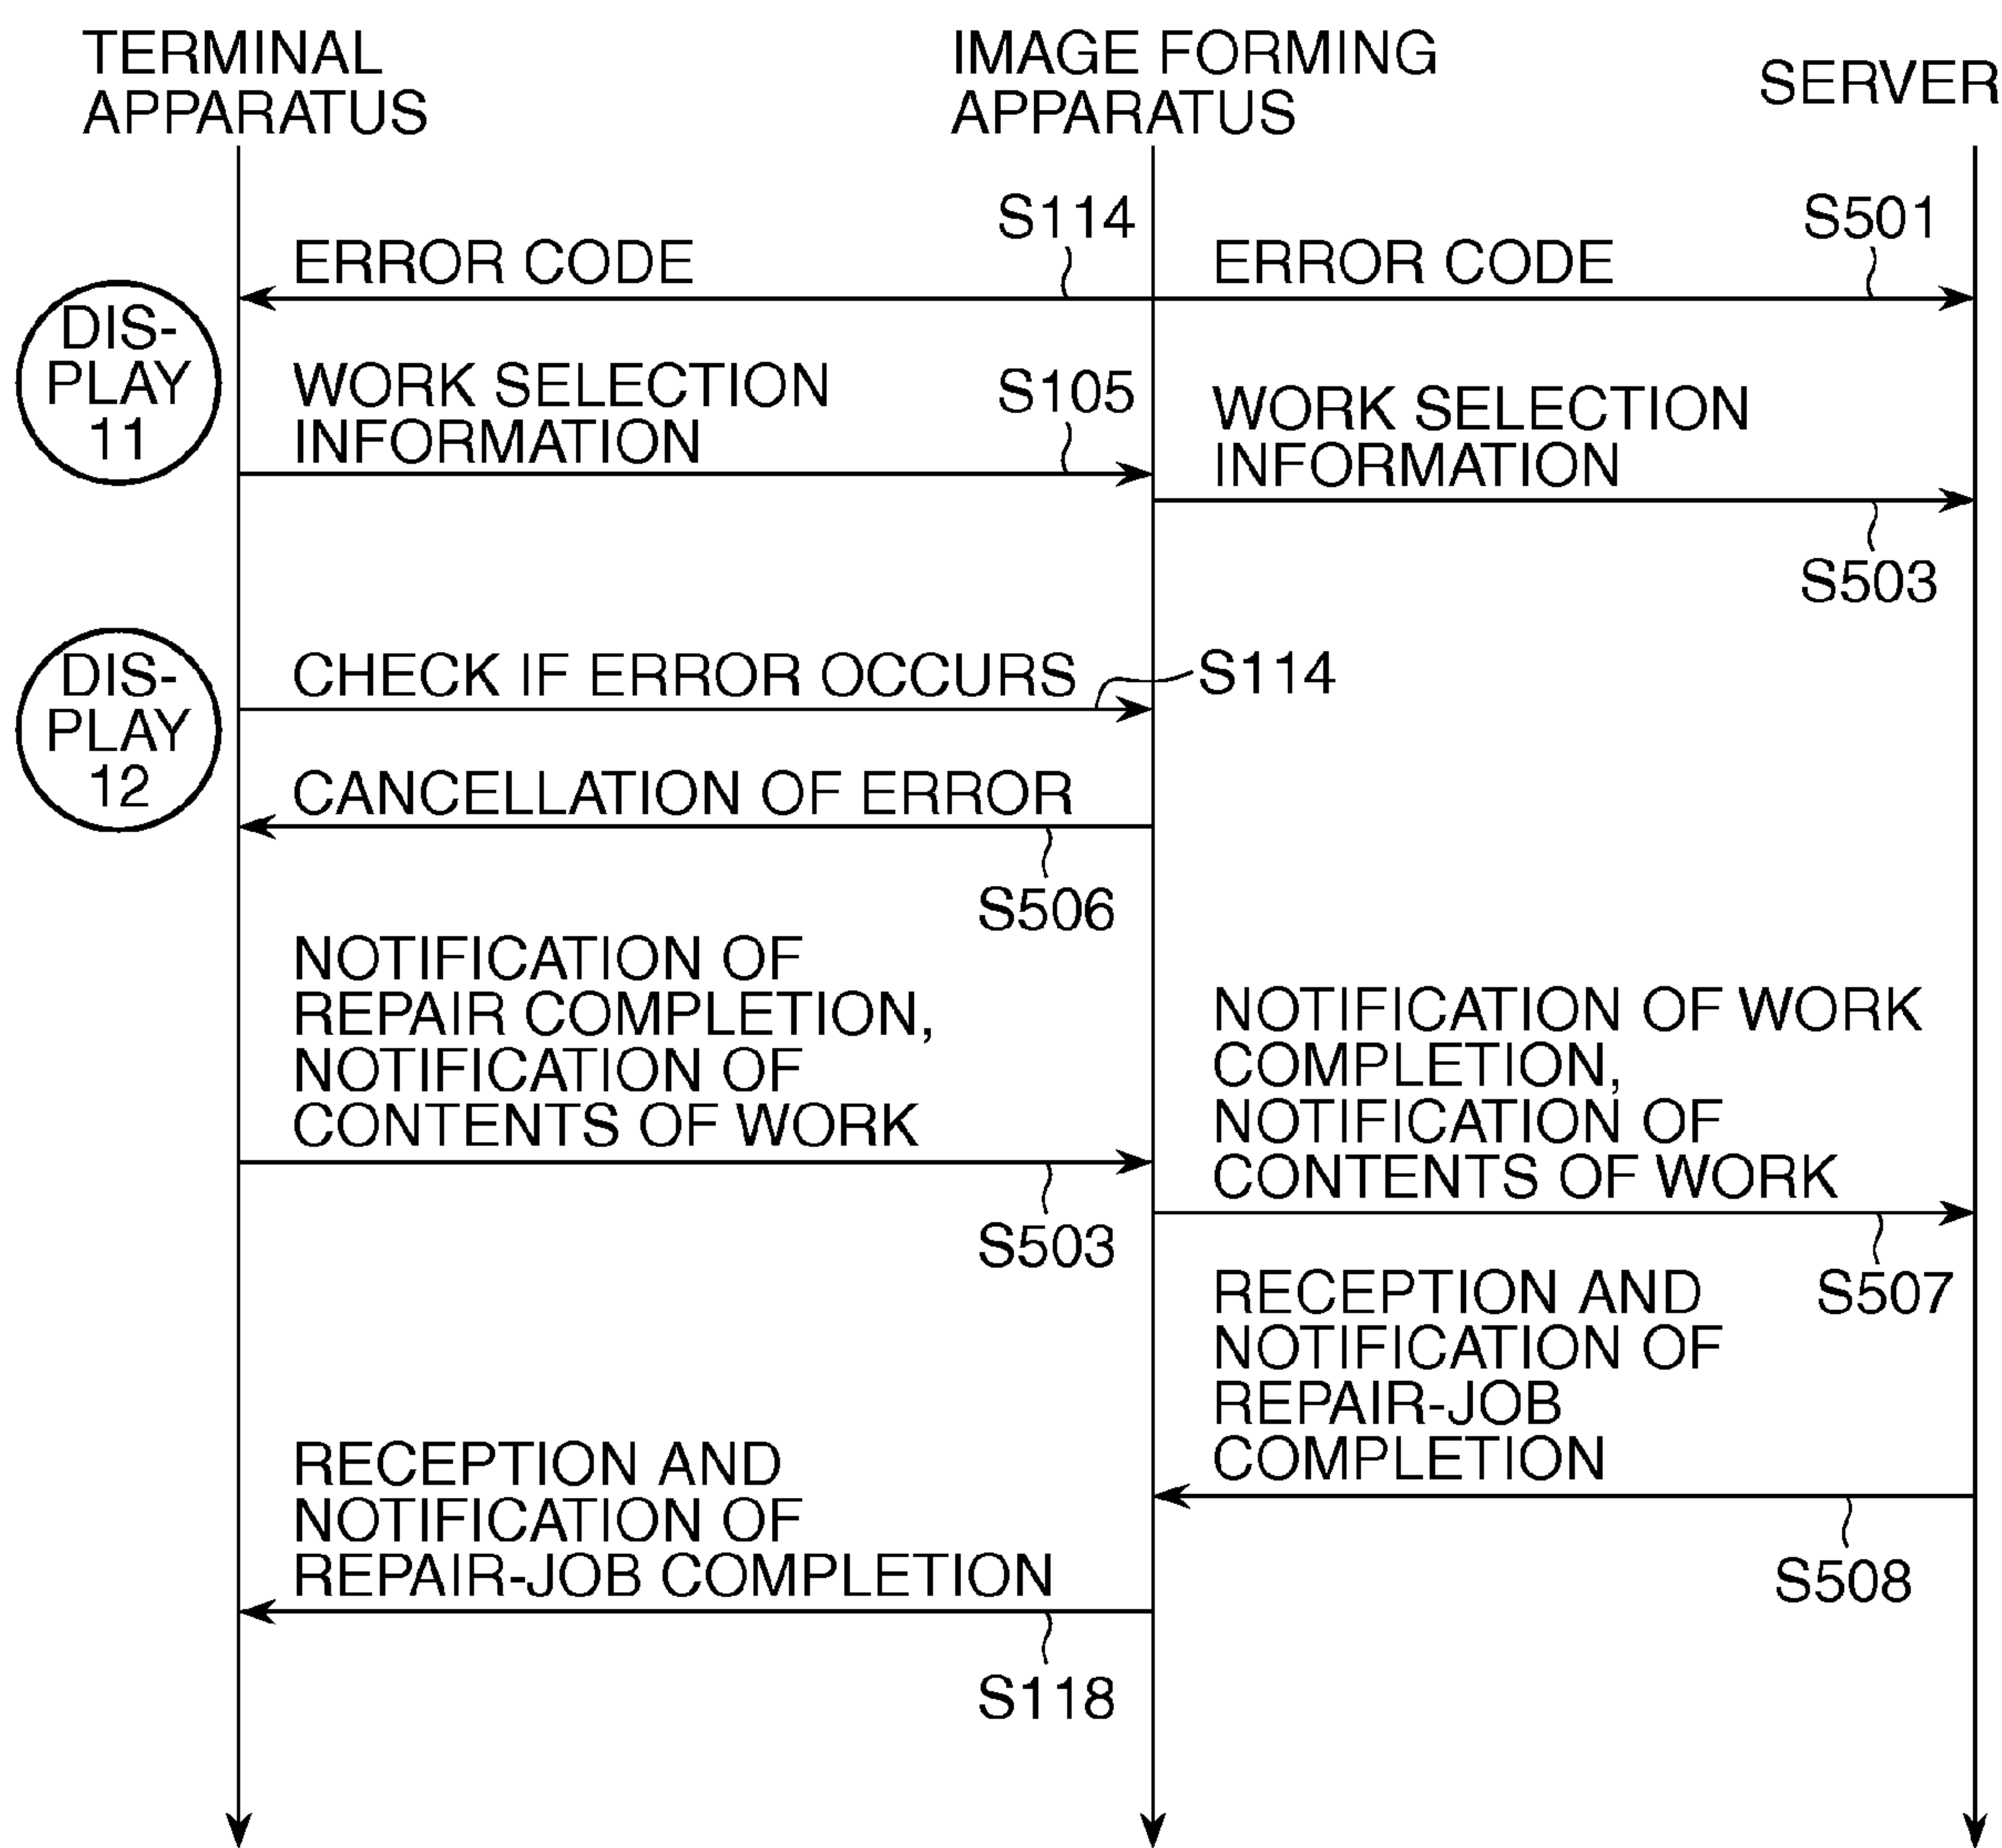 TERMINAL
APPARATUS
IMAGE FORMING
APPARATUS
SERVER
S114
S501
ERROR CODE
ERROR CODE
DIS-
PLAY
11
WORK SELECTION
INFORMATION
S105
WORK SELECTION
INFORMATION
S503
DIS-
PLAY
12
CHECK IF ERROR OCCURS
S114
CANCELLATION OF ERROR
S506
NOTIFICATION OF
REPAIR COMPLETION,
NOTIFICATION OF
CONTENTS OF WORK
S503
NOTIFICATION OF WORK
COMPLETION,
NOTIFICATION OF
CONTENTS OF WORK
S507
RECEPTION AND
NOTIFICATION OF
REPAIR-JOB
COMPLETION
S508
RECEPTION AND
NOTIFICATION OF
REPAIR-JOB COMPLETION
S118